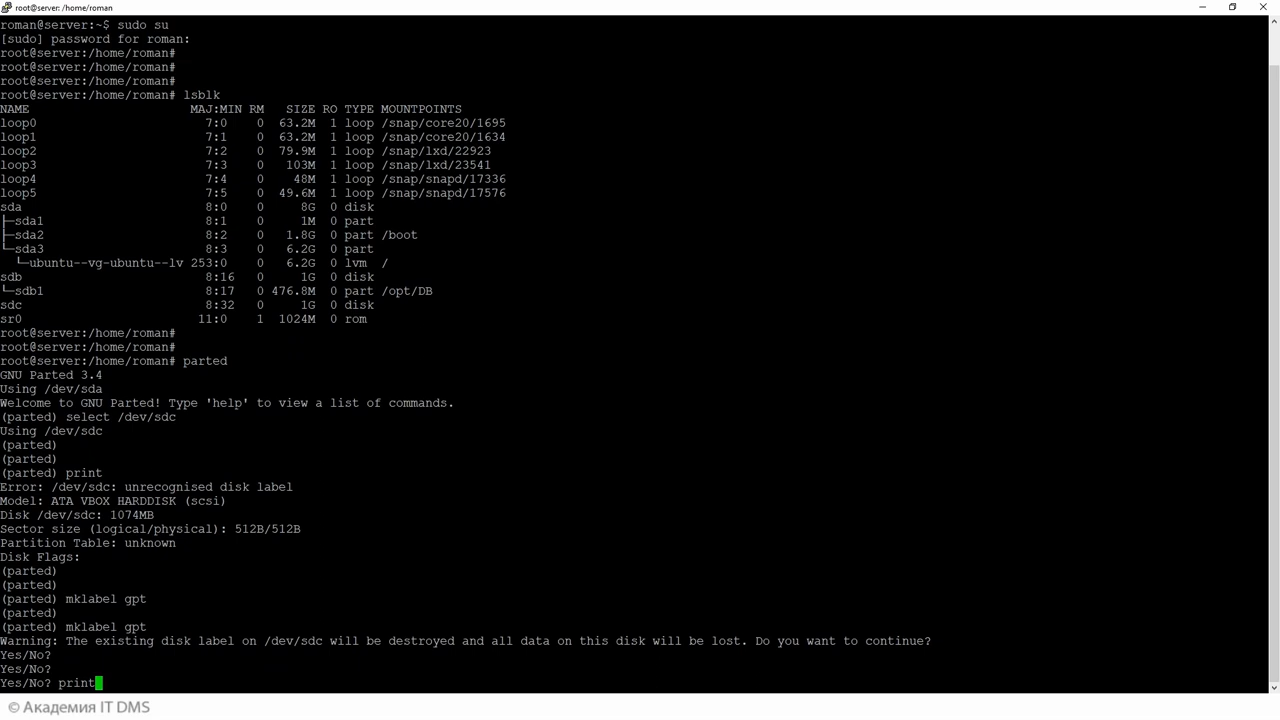 root@server: /home/roman
roman@server:~$ sudo su
[sudo] password for roman:
root@server:/home/roman#
root@server:/home/roman#
root@server:/home/roman#
root@server:/home/roman# lsblk
NAME                      MAJ:MIN RM   SIZE RO TYPE MOUNTPOINTS
loop0                       7:0    0  63.2M  1 loop /snap/core20/1695
loop1                       7:1    0  63.2M  1 loop /snap/core20/1634
loop2                       7:2    0  79.9M  1 loop /snap/lxd/22923
loop3                       7:3    0   103M  1 loop /snap/lxd/23541
loop4                       7:4    0    48M  1 loop /snap/snapd/17336
loop5                       7:5    0  49.6M  1 loop /snap/snapd/17576
sda                         8:0    0     8G  0 disk
├─sda1                      8:1    0     1M  0 part
├─sda2                      8:2    0   1.8G  0 part /boot
└─sda3                      8:3    0   6.2G  0 part
  └─ubuntu--vg-ubuntu--lv 253:0    0   6.2G  0 lvm  /
sdb                         8:16   0     1G  0 disk
└─sdb1                      8:17   0 476.8M  0 part /opt/DB
sdc                         8:32   0     1G  0 disk
sr0                        11:0    1  1024M  0 rom
root@server:/home/roman#
root@server:/home/roman#
root@server:/home/roman# parted
GNU Parted 3.4
Using /dev/sda
Welcome to GNU Parted! Type 'help' to view a list of commands.
(parted) select /dev/sdc
Using /dev/sdc
(parted)
(parted)
(parted) print
Error: /dev/sdc: unrecognised disk label
Model: ATA VBOX HARDDISK (scsi)
Disk /dev/sdc: 1074MB
Sector size (logical/physical): 512B/512B
Partition Table: unknown
Disk Flags:
(parted)
(parted)
(parted) mklabel gpt
(parted)
(parted) mklabel gpt
Warning: The existing disk label on /dev/sdc will be destroyed and all data on this disk will be lost. Do you want to continue?
Yes/No?
Yes/No?
Yes/No? print
© Академия IT DMS